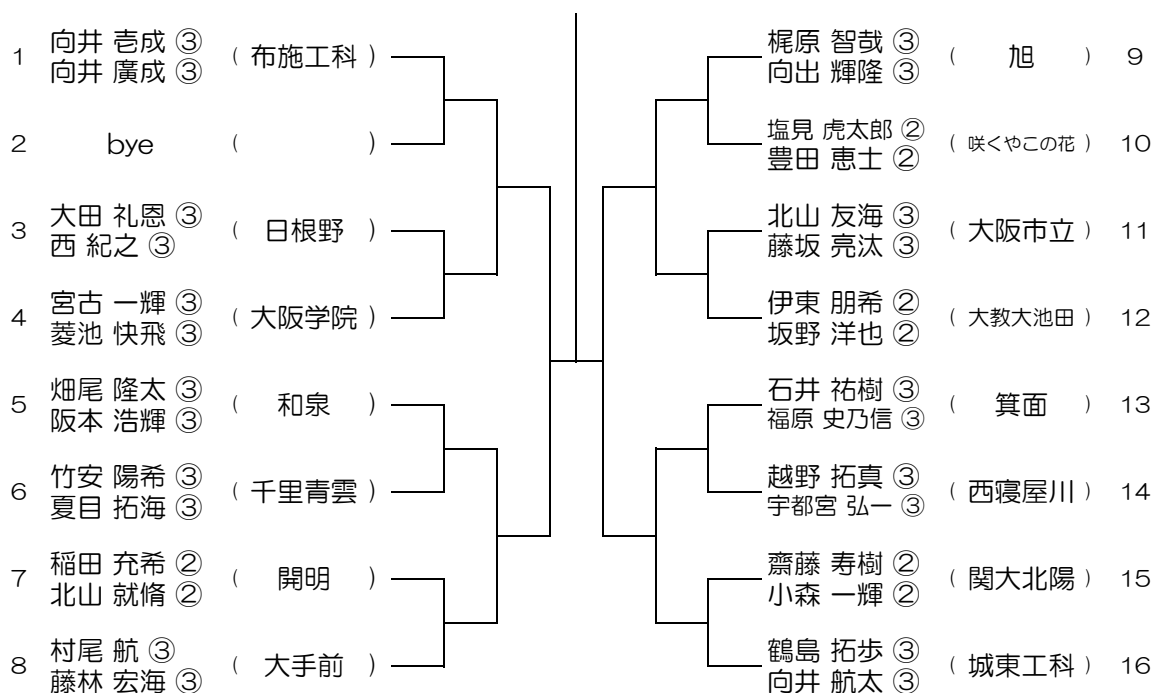 1 向井 壱成 ③ ( 布施工科 )
向井 廣成 ③
2 bye ( )
3 大田 礼恩 ③ ( 日根野 )
西 紀之 ③
4 宮古 一輝 ③ ( 大阪学院 )
菱池 快飛 ③
5 畑尾 隆太 ③ ( 和泉 )
阪本 浩輝 ③
6 竹安 陽希 ③ ( 千里青雲 )
夏目 拓海 ③
7 稲田 充希 ② ( 開明 )
北山 就脩 ②
8 村尾 航 ③ ( 大手前 )
藤林 宏海 ③
梶原 智哉 ③ ( 旭 ) 9
向出 輝隆 ③
塩見 虎太郎 ② ( 咲くやこの花 ) 10
豊田 恵士 ②
北山 友海 ③ ( 大阪市立 ) 11
藤坂 亮汰 ③
伊東 朋希 ② ( 大教大池田 ) 12
坂野 洋也 ②
石井 祐樹 ③ ( 箕面 ) 13
福原 史乃信 ③
越野 拓真 ③ ( 西寝屋川 ) 14
宇都宮 弘一 ③
齋藤 寿樹 ② ( 関大北陽 ) 15
小森 一輝 ②
鶴島 拓歩 ③ ( 城東工科 ) 16
向井 航太 ③